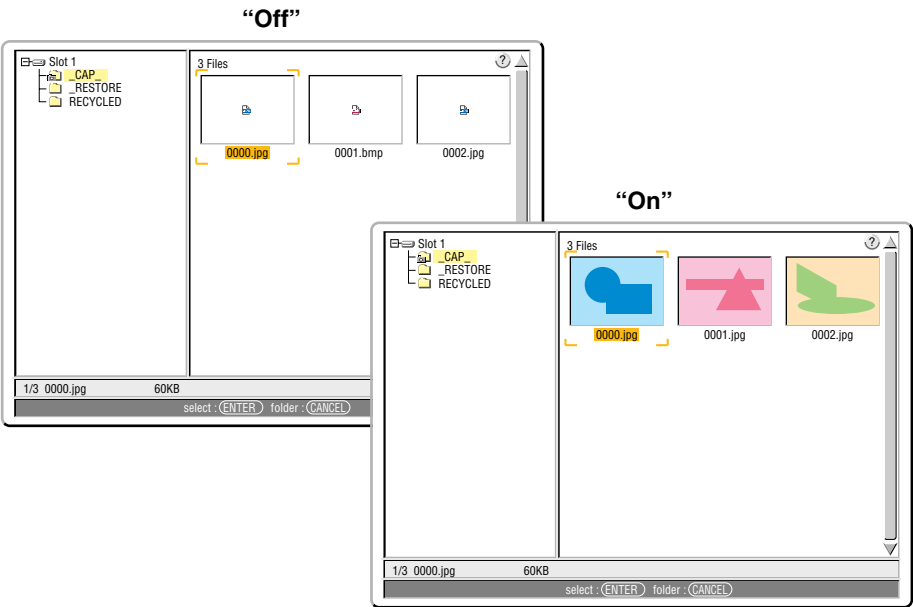 “Off”
Slot 1
_CAP_
_RESTORE
RECYCLED
3 Files
?
0000.jpg 0001.bmp 0002.jpg
1/3 0000.jpg 60KB
select : ENTER folder : CANCEL
“On”
Slot 1
_CAP_
_RESTORE
RECYCLED
3 Files
?
0000.jpg 0001.jpg 0002.jpg
1/3 0000.jpg 60KB
select : ENTER folder : CANCEL